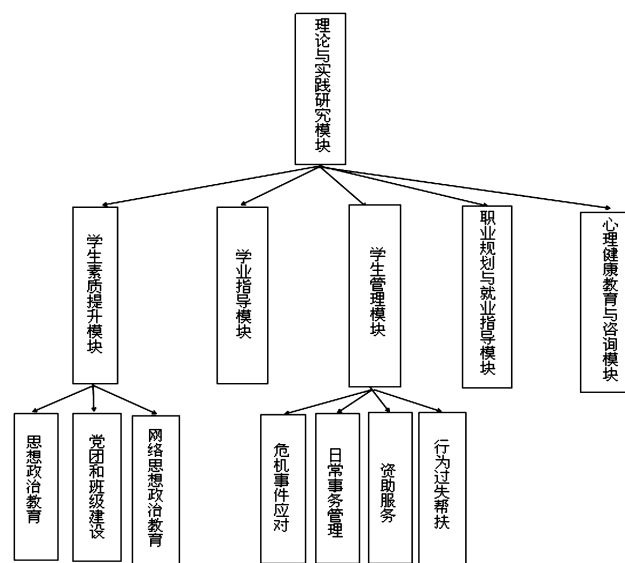 理论与实践研究模块
学生素质提升模块
学业指导模块
学生管理模块
职业规划与就业指导模块
心理健康教育与咨询模块
思想政治教育
党团和班级建设
网络思想政治教育
危机事件应对
日常事务管理
资助服务
行为过失帮扶